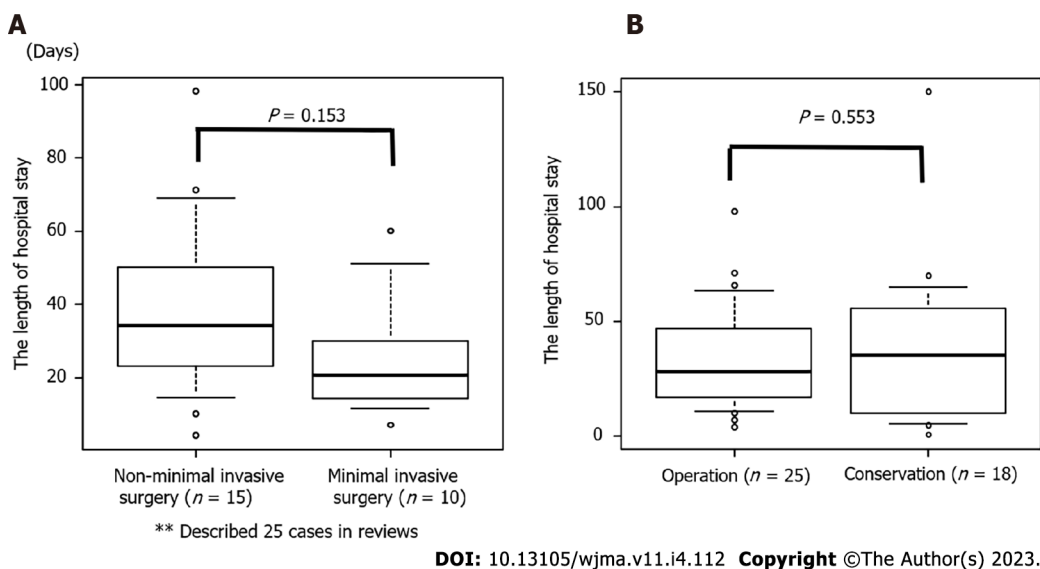 A
(Days)
The length of hospital stay
100
80
60
40
20
P = 0.153
Non-minimal invasive
surgery (n = 15)
Minimal invasive
surgery (n = 10)
** Described 25 cases in reviews
B
The length of hospital stay
150
100
50
0
P = 0.553
Operation (n = 25)
Conservation (n = 18)
DOI: 10.13105/wjma.v11.i4.112 Copyright ©The Author(s) 2023.